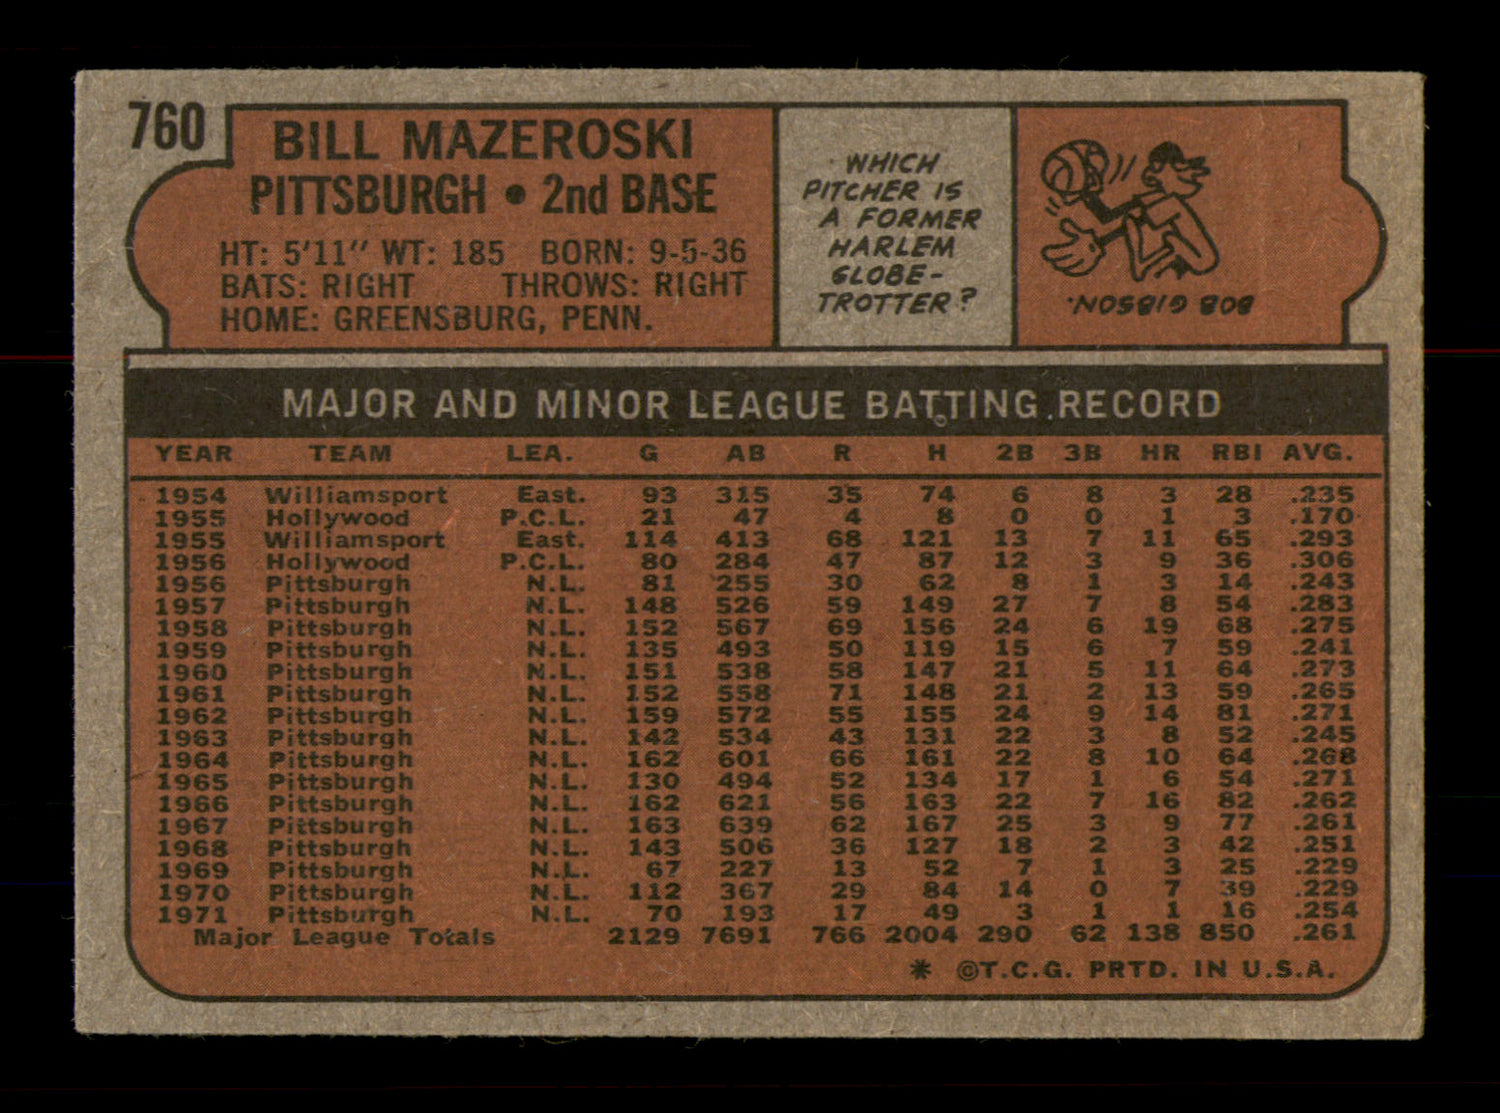 760
BILL MAZEROSKI
PITTSBURGH • 2nd BASE
HT: 5'11" WT: 185 BORN: 9-5-36
BATS: RIGHT THROWS: RIGHT
HOME: GREENSBURG, PENN.
WHICH
PITCHER IS
A FORMER
HARLEM
GLOBE-
TROTTER?
BOB GIBSON.
MAJOR AND MINOR LEAGUE BATTING RECORD
YEAR TEAM LEA. G AB R H 2B 3B HR RBI AVG.
1954 Williamsport East. 93 315 35 74 6 8 3 28 .235
1955 Hollywood P.C.L. 21 47 4 8 0 0 1 3 .170
1955 Williamsport East. 114 413 68 121 13 7 11 65 .293
1956 Hollywood P.C.L. 80 284 47 87 12 3 9 36 .306
1956 Pittsburgh N.L. 81 255 30 62 8 1 3 14 .243
1957 Pittsburgh N.L. 148 526 59 149 27 7 8 54 .283
1958 Pittsburgh N.L. 152 567 69 156 24 6 19 68 .275
1959 Pittsburgh N.L. 135 493 50 119 15 6 7 59 .241
1960 Pittsburgh N.L. 151 538 58 147 21 5 11 64 .273
1961 Pittsburgh N.L. 152 558 71 148 21 2 13 59 .265
1962 Pittsburgh N.L. 159 572 55 155 24 9 14 81 .271
1963 Pittsburgh N.L. 142 534 43 131 22 3 8 52 .245
1964 Pittsburgh N.L. 162 601 66 161 22 8 10 64 .268
1965 Pittsburgh N.L. 130 494 52 134 17 1 6 54 .271
1966 Pittsburgh N.L. 162 621 56 163 22 7 16 82 .262
1967 Pittsburgh N.L. 163 639 62 167 25 3 9 77 .261
1968 Pittsburgh N.L. 143 506 36 127 18 2 3 42 .251
1969 Pittsburgh N.L. 67 227 13 52 7 1 3 25 .229
1970 Pittsburgh N.L. 112 367 29 84 14 0 7 39 .229
1971 Pittsburgh N.L. 70 193 17 49 3 1 1 16 .254
Major League Totals 2129 7691 766 2004 290 62 138 850 .261
* ©T.C.G. PRTD. IN U.S.A.